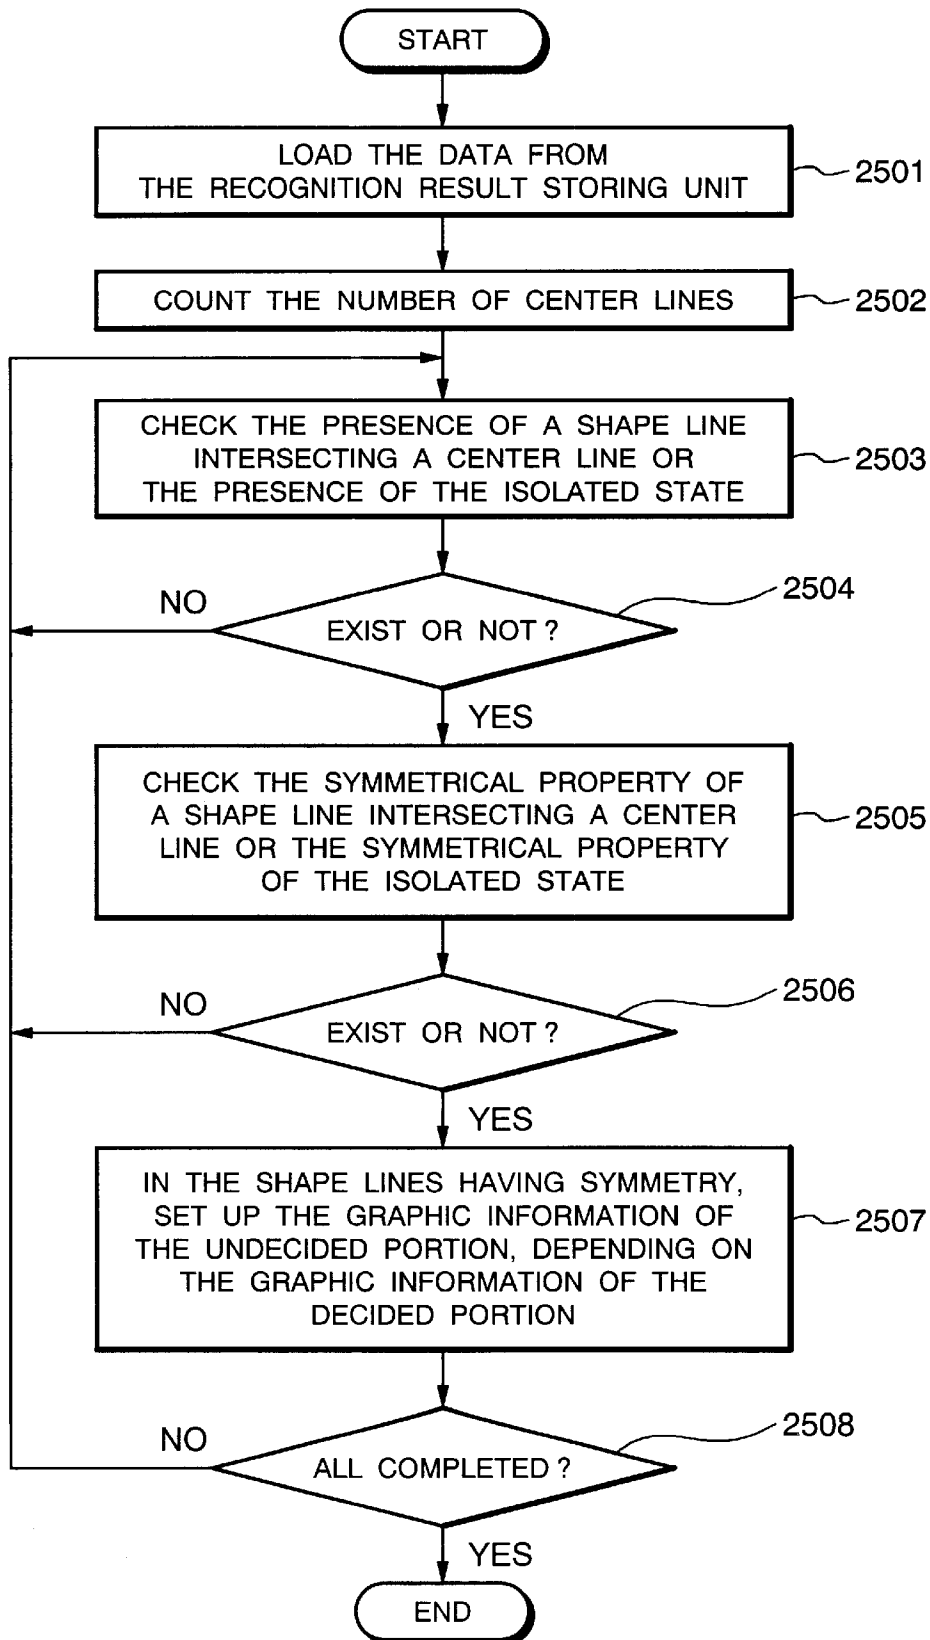 START
LOAD THE DATA FROM
THE RECOGNITION RESULT STORING UNIT
2501
COUNT THE NUMBER OF CENTER LINES
2502
CHECK THE PRESENCE OF A SHAPE LINE
INTERSECTING A CENTER LINE OR
THE PRESENCE OF THE ISOLATED STATE
2503
2504
NO
EXIST OR NOT ?
YES
CHECK THE SYMMETRICAL PROPERTY OF
A SHAPE LINE INTERSECTING A CENTER
LINE OR THE SYMMETRICAL PROPERTY
OF THE ISOLATED STATE
2505
2506
NO
EXIST OR NOT ?
YES
IN THE SHAPE LINES HAVING SYMMETRY,
SET UP THE GRAPHIC INFORMATION OF
THE UNDECIDED PORTION, DEPENDING ON
THE GRAPHIC INFORMATION OF THE
DECIDED PORTION
2507
2508
NO
ALL COMPLETED ?
YES
END